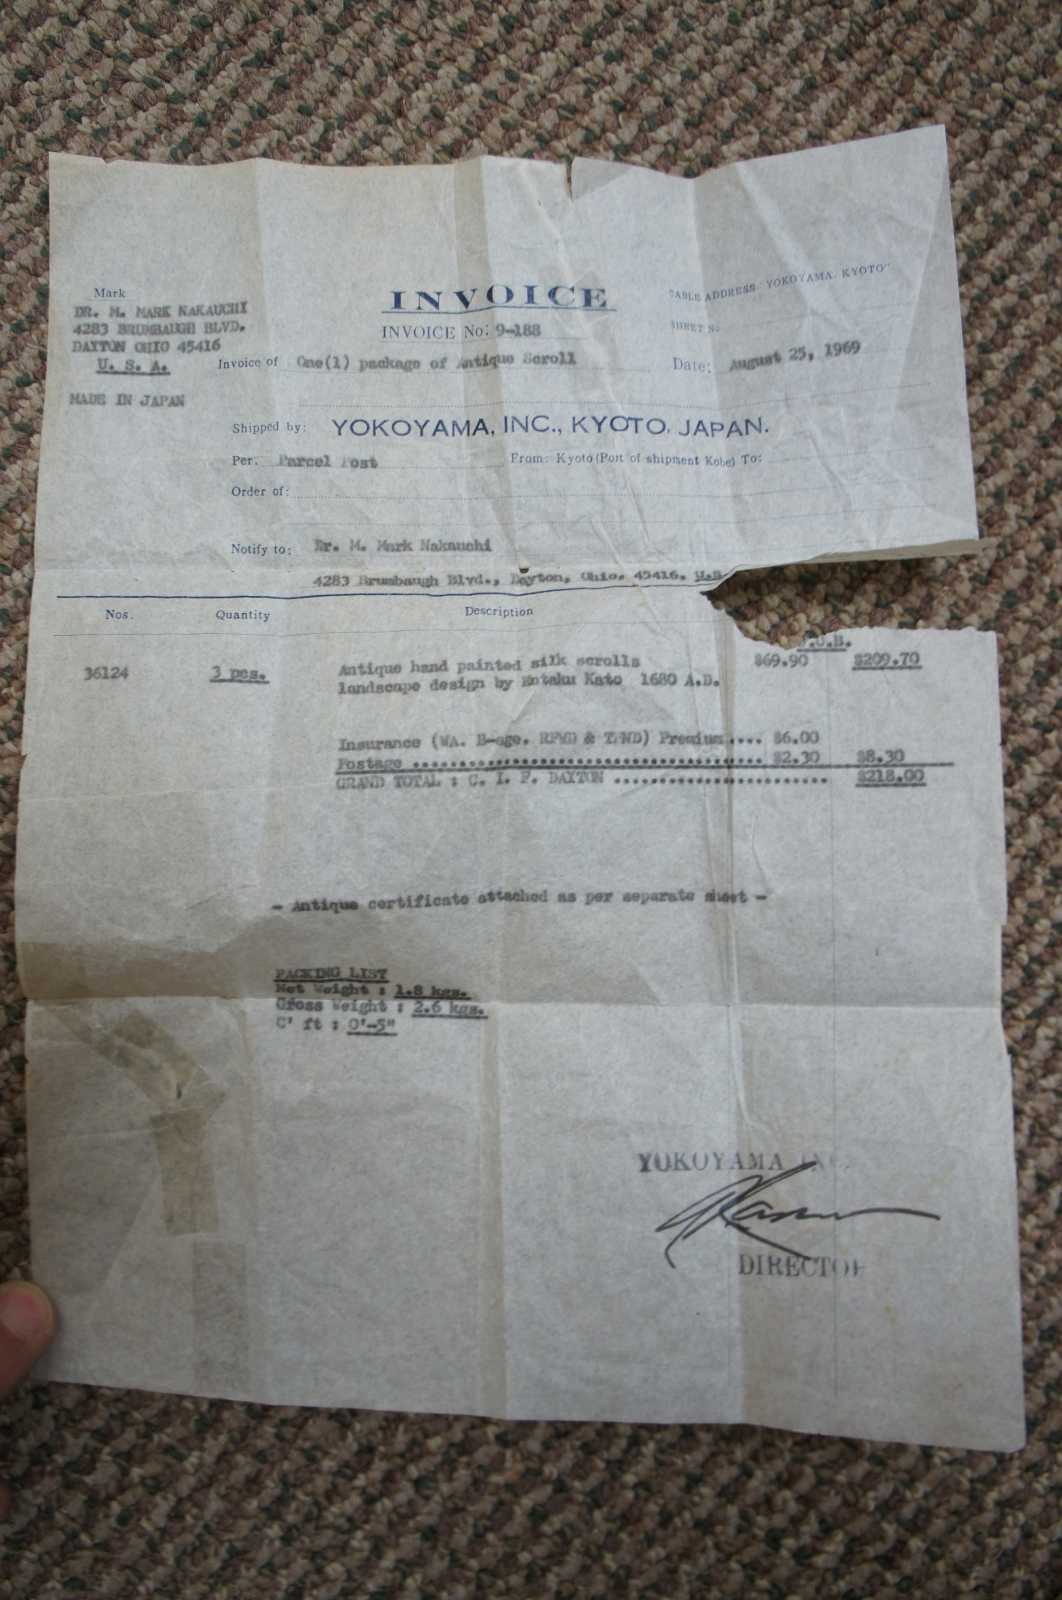 Mark
DR. M. MARK NAKAUCHI
4283 BRUMBAUGH BLVD.
DAYTON OHIO 45416
U. S. A.
MADE IN JAPAN
INVOICE
INVOICE No: 9-188
CABLE ADDRESS: "YOKOYAMA, KYOTO"
SHEET No
Invoice of One(1) package of Antique Scroll
Date: August 25, 1969
Shipped by: YOKOYAMA, INC., KYOTO, JAPAN.
Per: Parcel Post From: Kyoto (Port of shipment Kobe) To:
Order of:
Notify to: Dr. M. Mark Nakauchi
4283 Brumbaugh Blvd., Dayton, Ohio. 45416. U.S
Nos. Quantity Description
F.O.B.
36124 3 pcs. Antique hand painted silk scrolls $69.90 $209.70
landscape design by Kato 1680 A.D.
Insurance (WA. B-age. RFWD & T/ND) Premium.... $6.00
Postage .......................................... $2.30 $8.30
GRAND TOTAL : C. I. F. DAYTON ......................... $218.00
- Antique certificate attached as per separate sheet -
PACKING LIST
Net Weight : 1.8 kgs.
Gross Weight : 2.6 kgs.
C' ft : 0'-5"
YOKOYAMA INC.
DIRECTOR